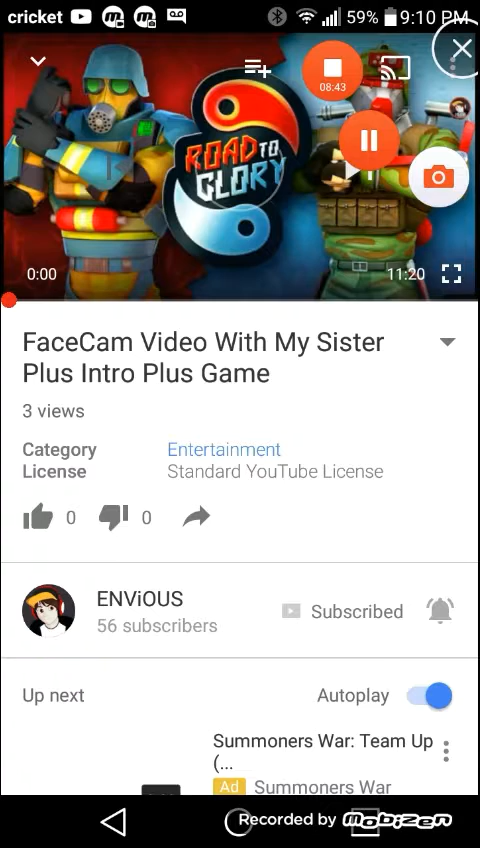 cricket 59% 9:10 PM
08:43
ROAD TO
GLORY
0:00 11:20
FaceCam Video With My Sister
Plus Intro Plus Game
3 views
Category Entertainment
License Standard YouTube License
0 0
ENViOUS
56 subscribers
Subscribed
Up next Autoplay
Summoners War: Team Up
(...
Ad Summoners War
Recorded by Mobizen